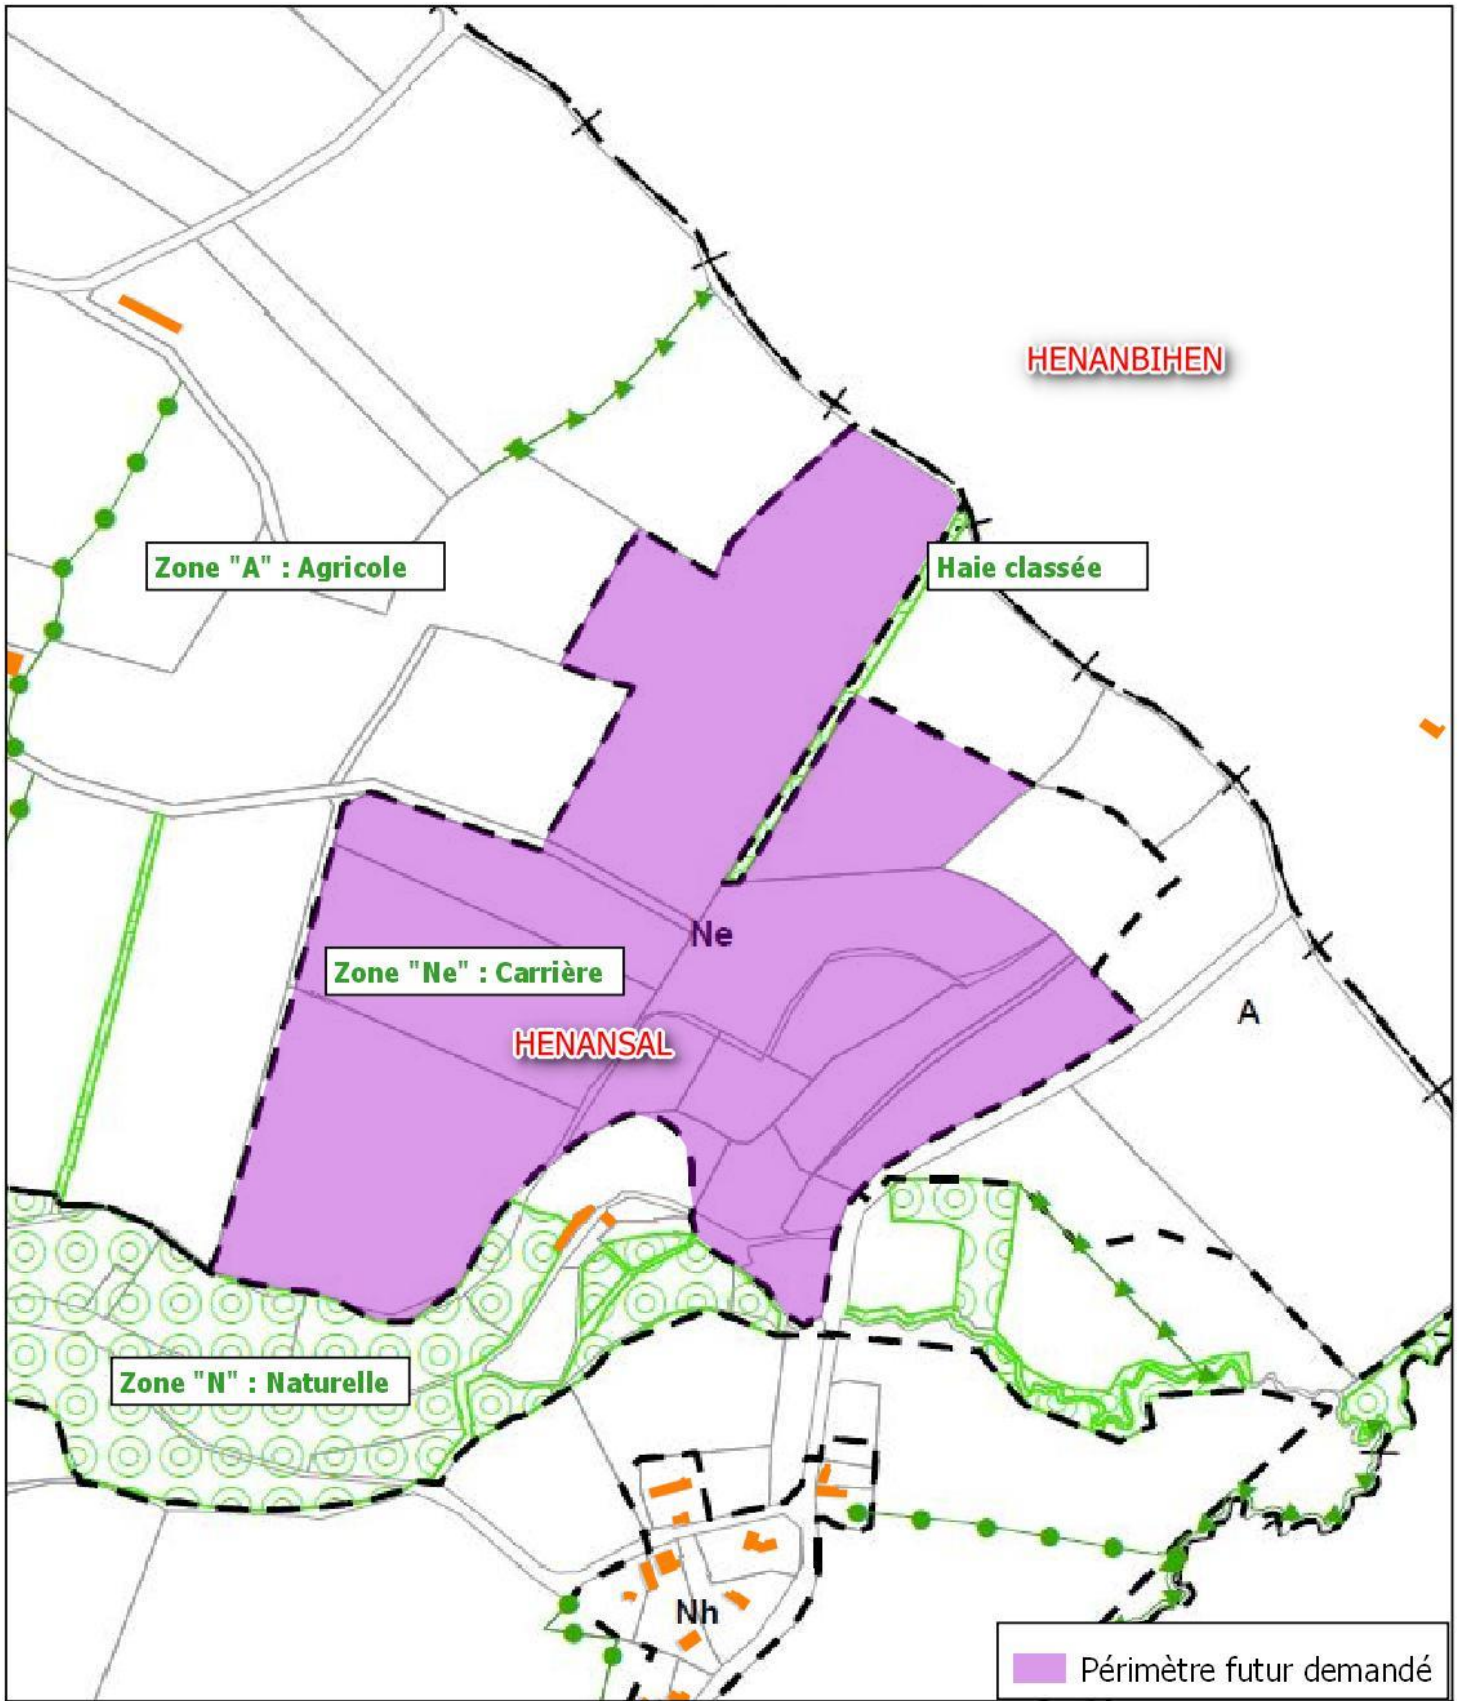 HENANBIHEN
Zone "A" : Agricole
Haie classée
Ne
Zone "Ne" : Carrière
A
HENANSAL
Zone "N" : Naturelle
Nh
Périmètre futur demandé